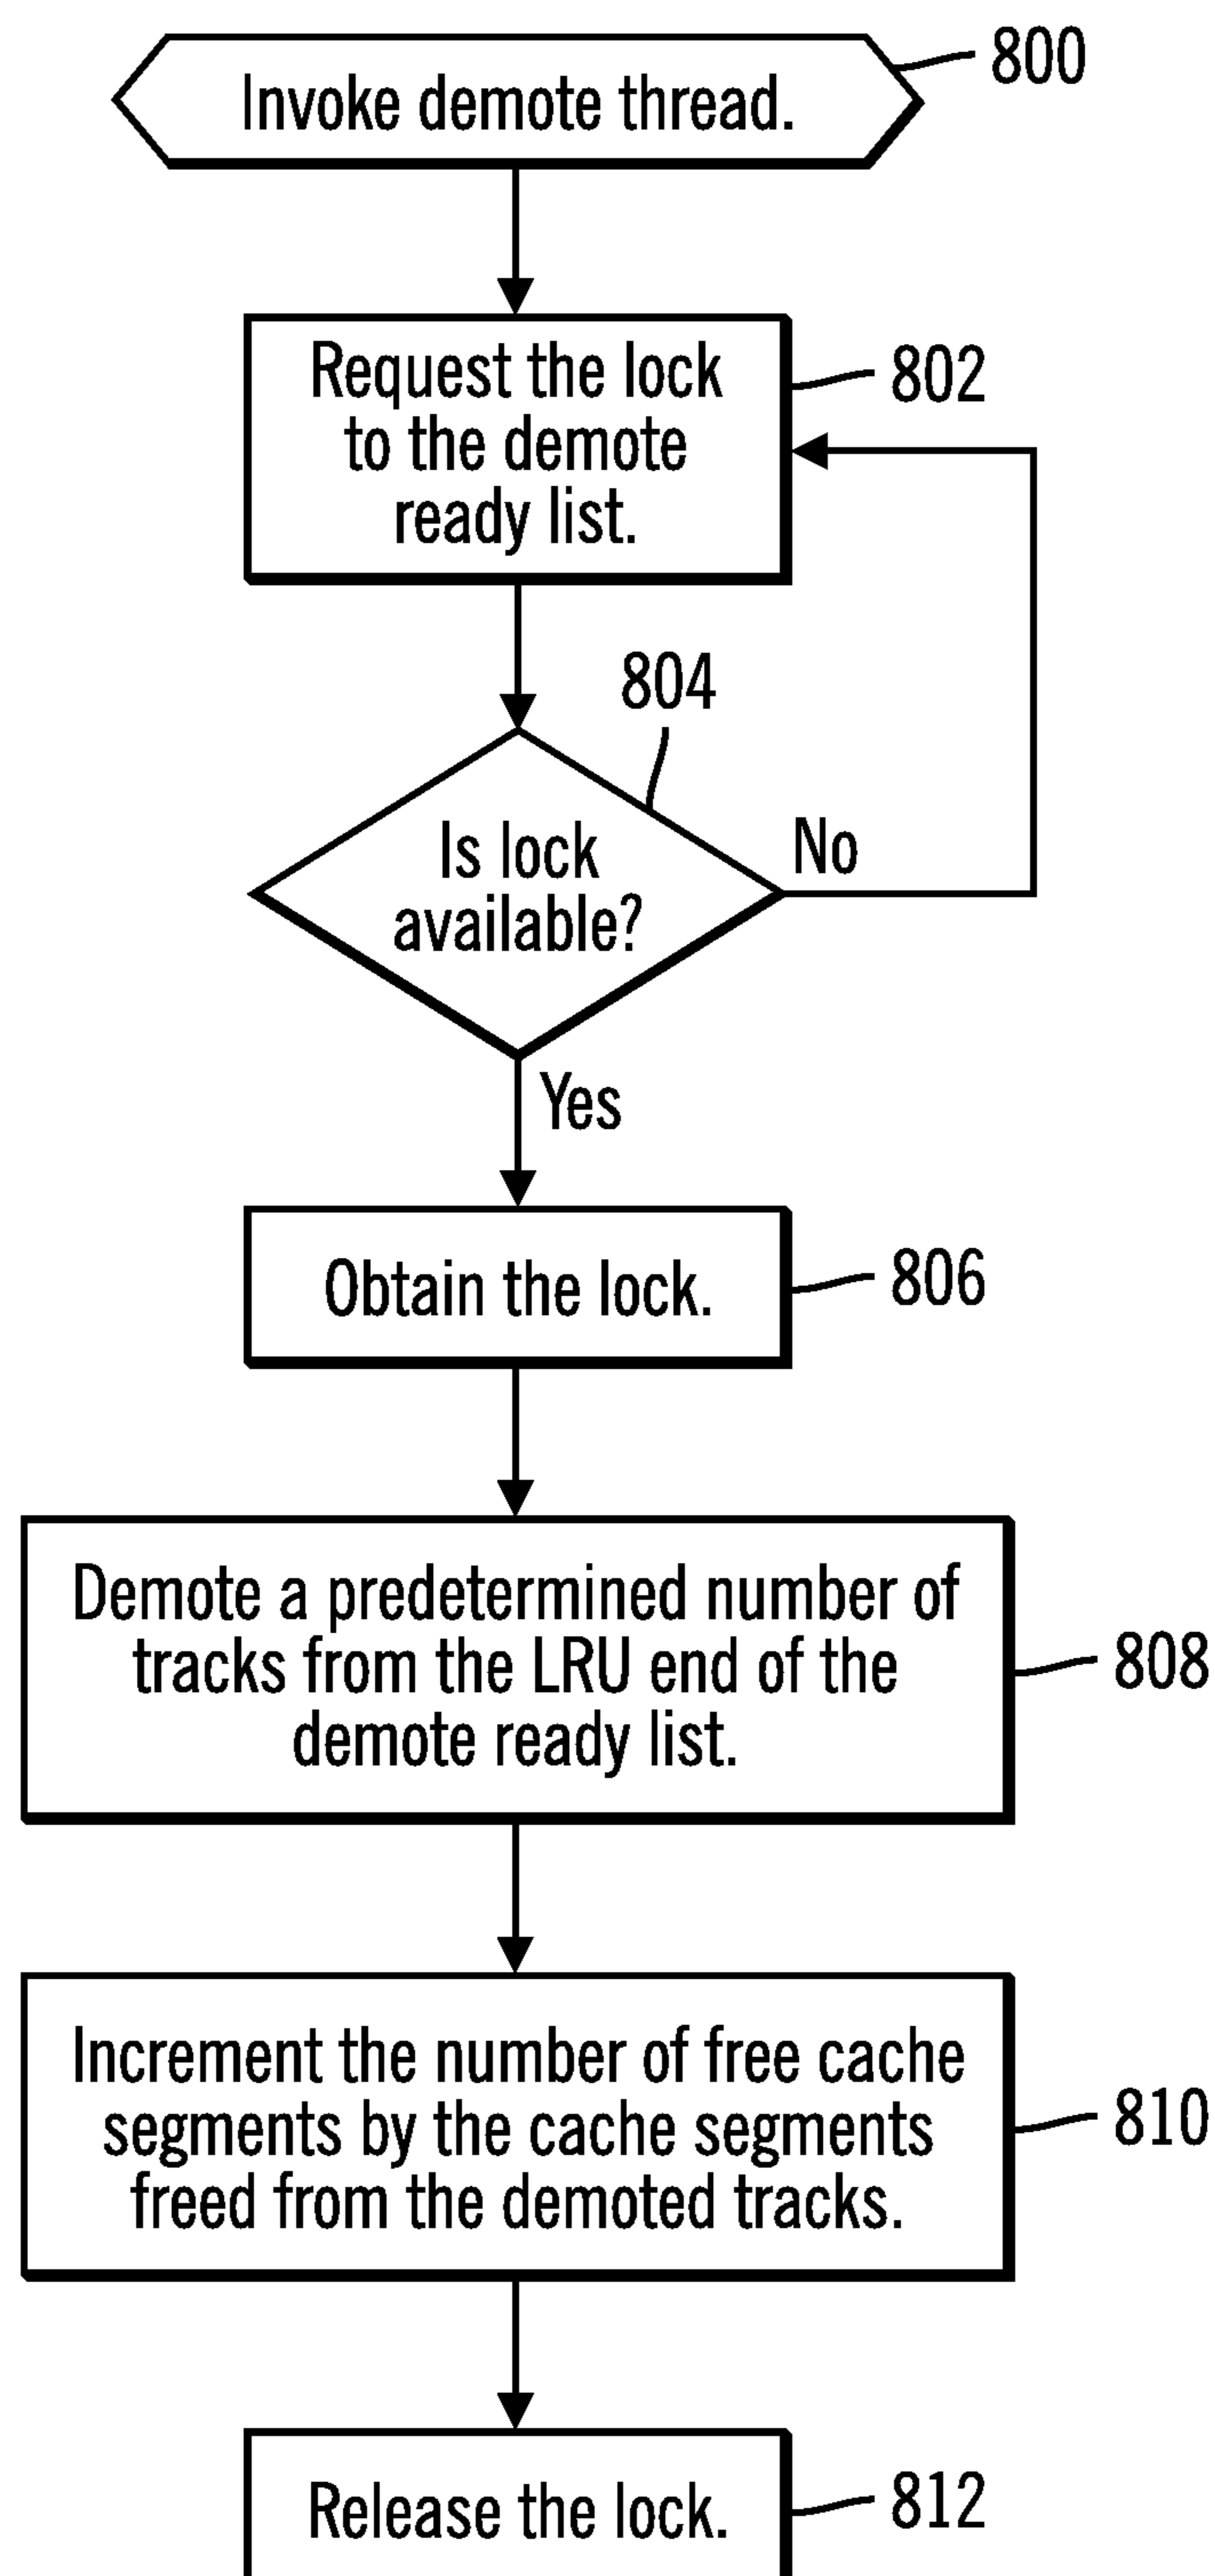 Invoke demote thread.
800
Request the lock
to the demote
ready list.
802
804
Is lock
available?
No
Yes
Obtain the lock.
806
Demote a predetermined number of
tracks from the LRU end of the
demote ready list.
808
Increment the number of free cache
segments by the cache segments
freed from the demoted tracks.
810
Release the lock.
812